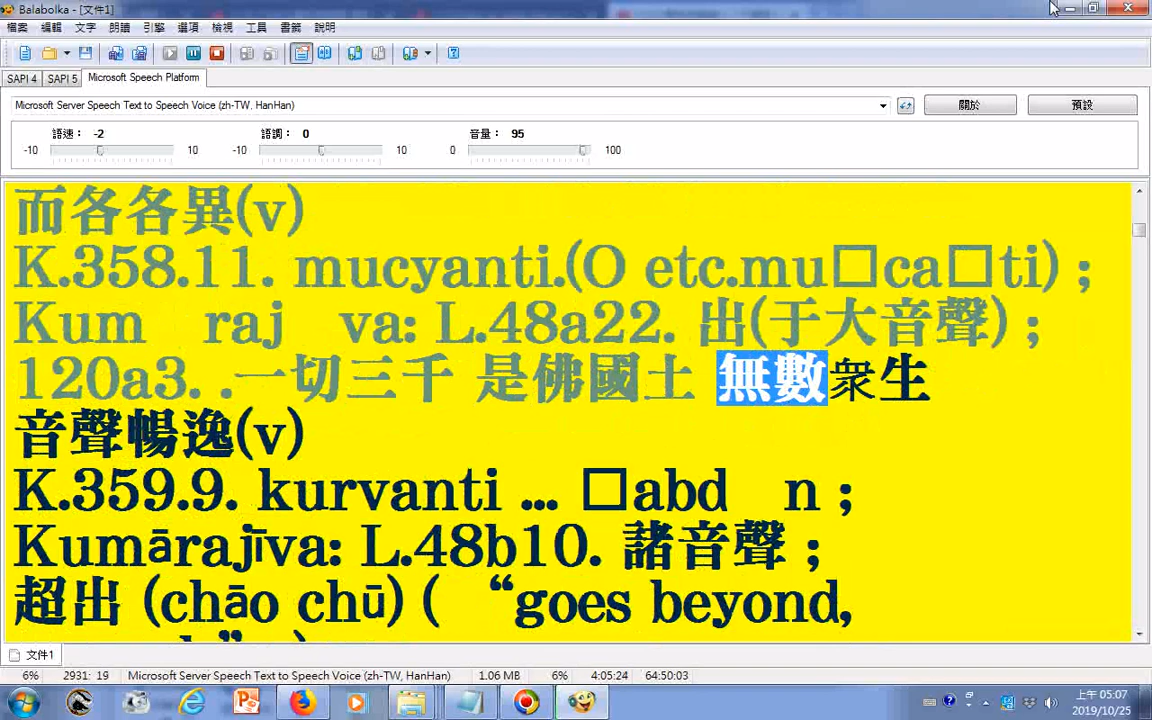 Balabolka - [文件1]
檔案 編輯 文字 朗讀 引擎 選項 檢視 工具 書籤 說明
SAPI 4 SAPI 5 Microsoft Speech Platform
Microsoft Server Speech Text to Speech Voice (zh-TW, HanHan) 關於 預設
語速： -2 語調： 0 音量： 95
-10 10 -10 10 0 100
而各各異(v)
K.358.11. mucyanti.(O etc.mu□ca□ti) ;
Kum raj va: L.48a22. 出(于大音聲) ;
120a3. .一切三千 是佛國土 無數衆生
音聲暢逸(v)
K.359.9. kurvanti ... □abd n ;
Kumārajīva: L.48b10. 諸音聲 ;
超出 (chāo chū) ( “goes beyond,
文件1
6% 2931: 19 Microsoft Server Speech Text to Speech Voice (zh-TW, HanHan) 1.06 MB 6% 4:05:24 64:50:03
上午 05:07
2019/10/25